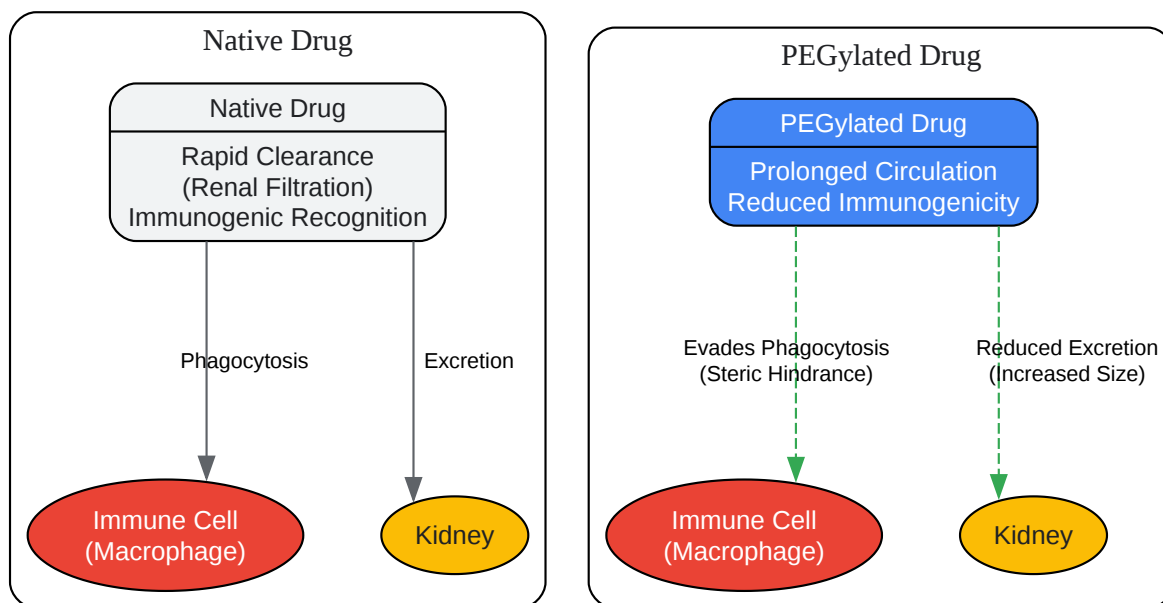 Native Drug
Native Drug
Rapid Clearance
(Renal Filtration)
Immunogenic Recognition
Phagocytosis
Excretion
Immune Cell
(Macrophage)
Kidney
PEGylated Drug
PEGylated Drug
Prolonged Circulation
Reduced Immunogenicity
Evades Phagocytosis
(Steric Hindrance)
Reduced Excretion
(Increased Size)
Immune Cell
(Macrophage)
Kidney